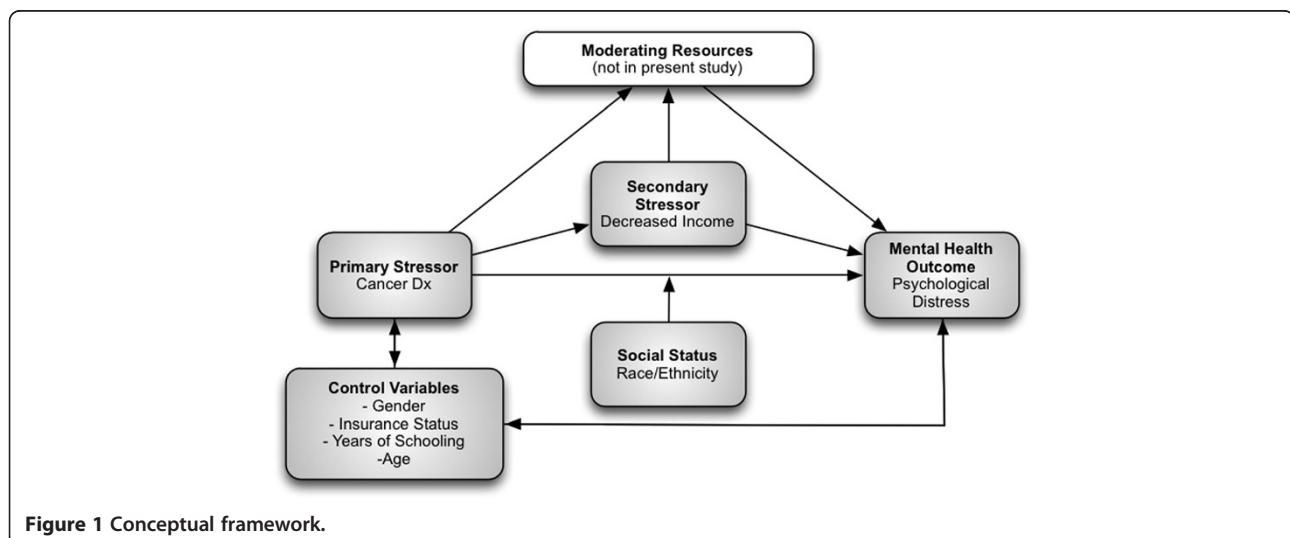 Moderating Resources
(not in present study)
Secondary
Stressor
Decreased Income
Primary Stressor
Cancer Dx
Mental Health
Outcome
Psychological
Distress
Social Status
Race/Ethnicity
Control Variables
- Gender
- Insurance Status
- Years of Schooling
-Age
Figure 1 Conceptual framework.